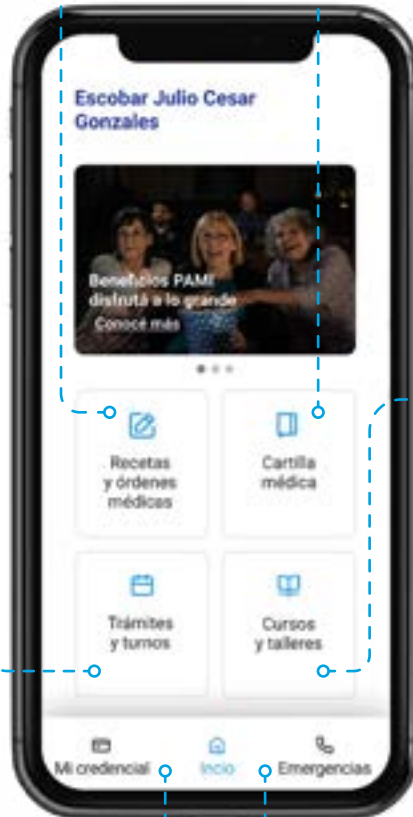 Escobar Julio Cesar
Gonzales
Beneficios PAMI
disfrutá a lo grande
Conocé más
Recetas
y órdenes
médicas
Cartilla
médica
Trámites
y turnos
Cursos
y talleres
Mi credencial
Incio
Emergencias